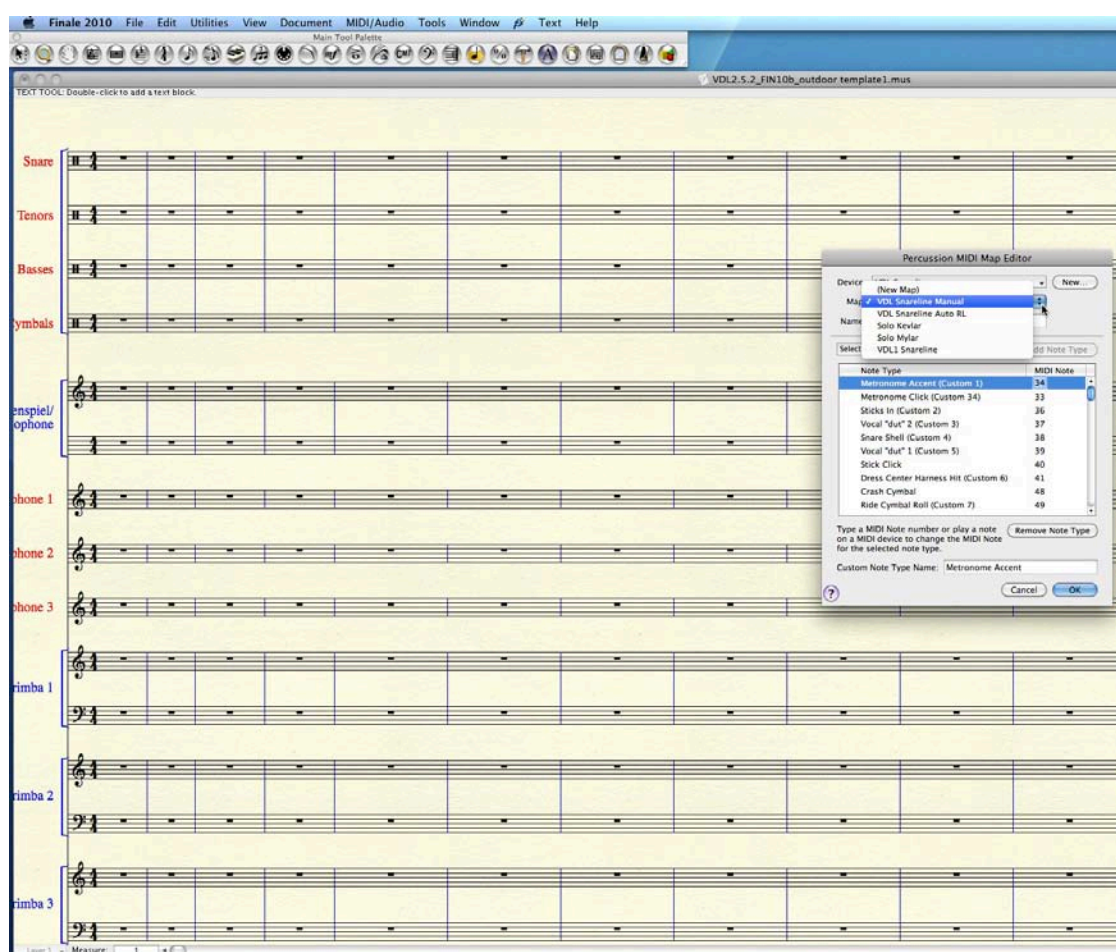 Finale 2010 File Edit Utilities View Document MIDI/Audio Tools Window Text Help
Main Tool Palette
VDL2.5.2_FIN10b_outdoor template1.mus
TEXT TOOL: Double-click to add a text block.
Snare
Tenors
Basses
ymbals
enspiel/
ophone
phone 1
phone 2
phone 3
rimba 1
rimba 2
rimba 3
Percussion MIDI Map Editor
Device
New...
(New Map)
Map
✓ VDL Snareline Manual
VDL Snareline Auto RL
Name
Solo Kevlar
Solo Mylar
VDL1 Snareline
Select
dd Note Type
Note Type MIDI Note
Metronome Accent (Custom 1) 34
Metronome Click (Custom 34) 33
Sticks In (Custom 2) 36
Vocal "dut" 2 (Custom 3) 37
Snare Shell (Custom 4) 38
Vocal "dut" 1 (Custom 5) 39
Stick Click 40
Dress Center Harness Hit (Custom 6) 41
Crash Cymbal 48
Ride Cymbal Roll (Custom 7) 49
Type a MIDI Note number or play a note
on a MIDI device to change the MIDI Note
for the selected note type.
Remove Note Type
Custom Note Type Name: Metronome Accent
? Cancel OK
Layer 1 Measure: 1